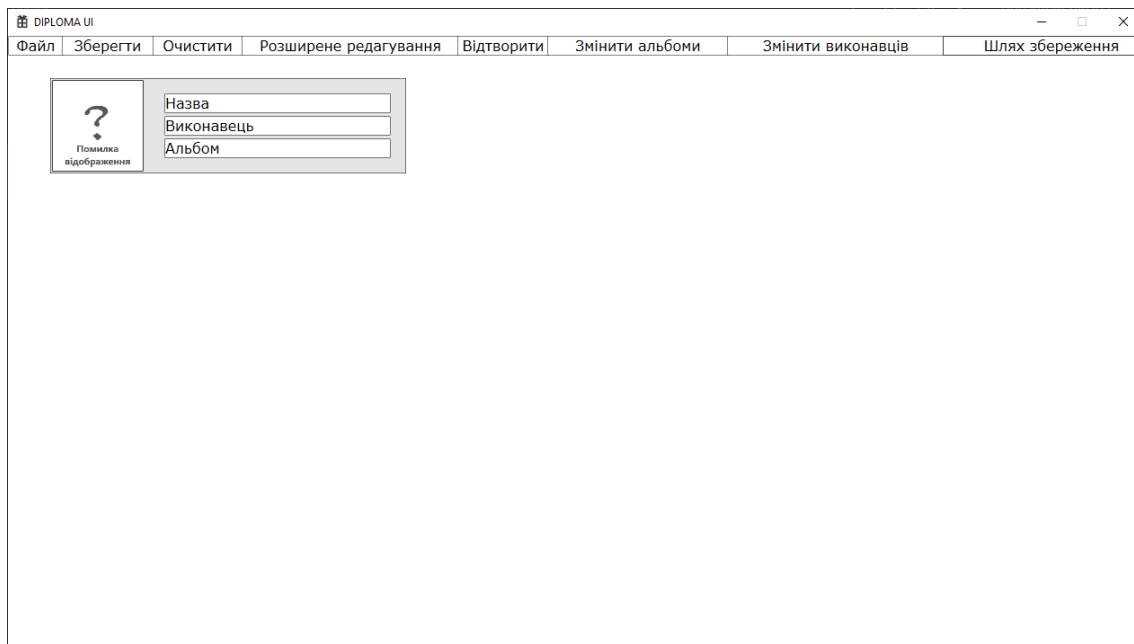 DIPLOMA UI
Файл Зберегти Очистити Розширене редагування Відтворити Змінити альбоми Змінити виконавців Шлях збереження
?
Помилка
відображення
Назва
Виконавець
Альбом